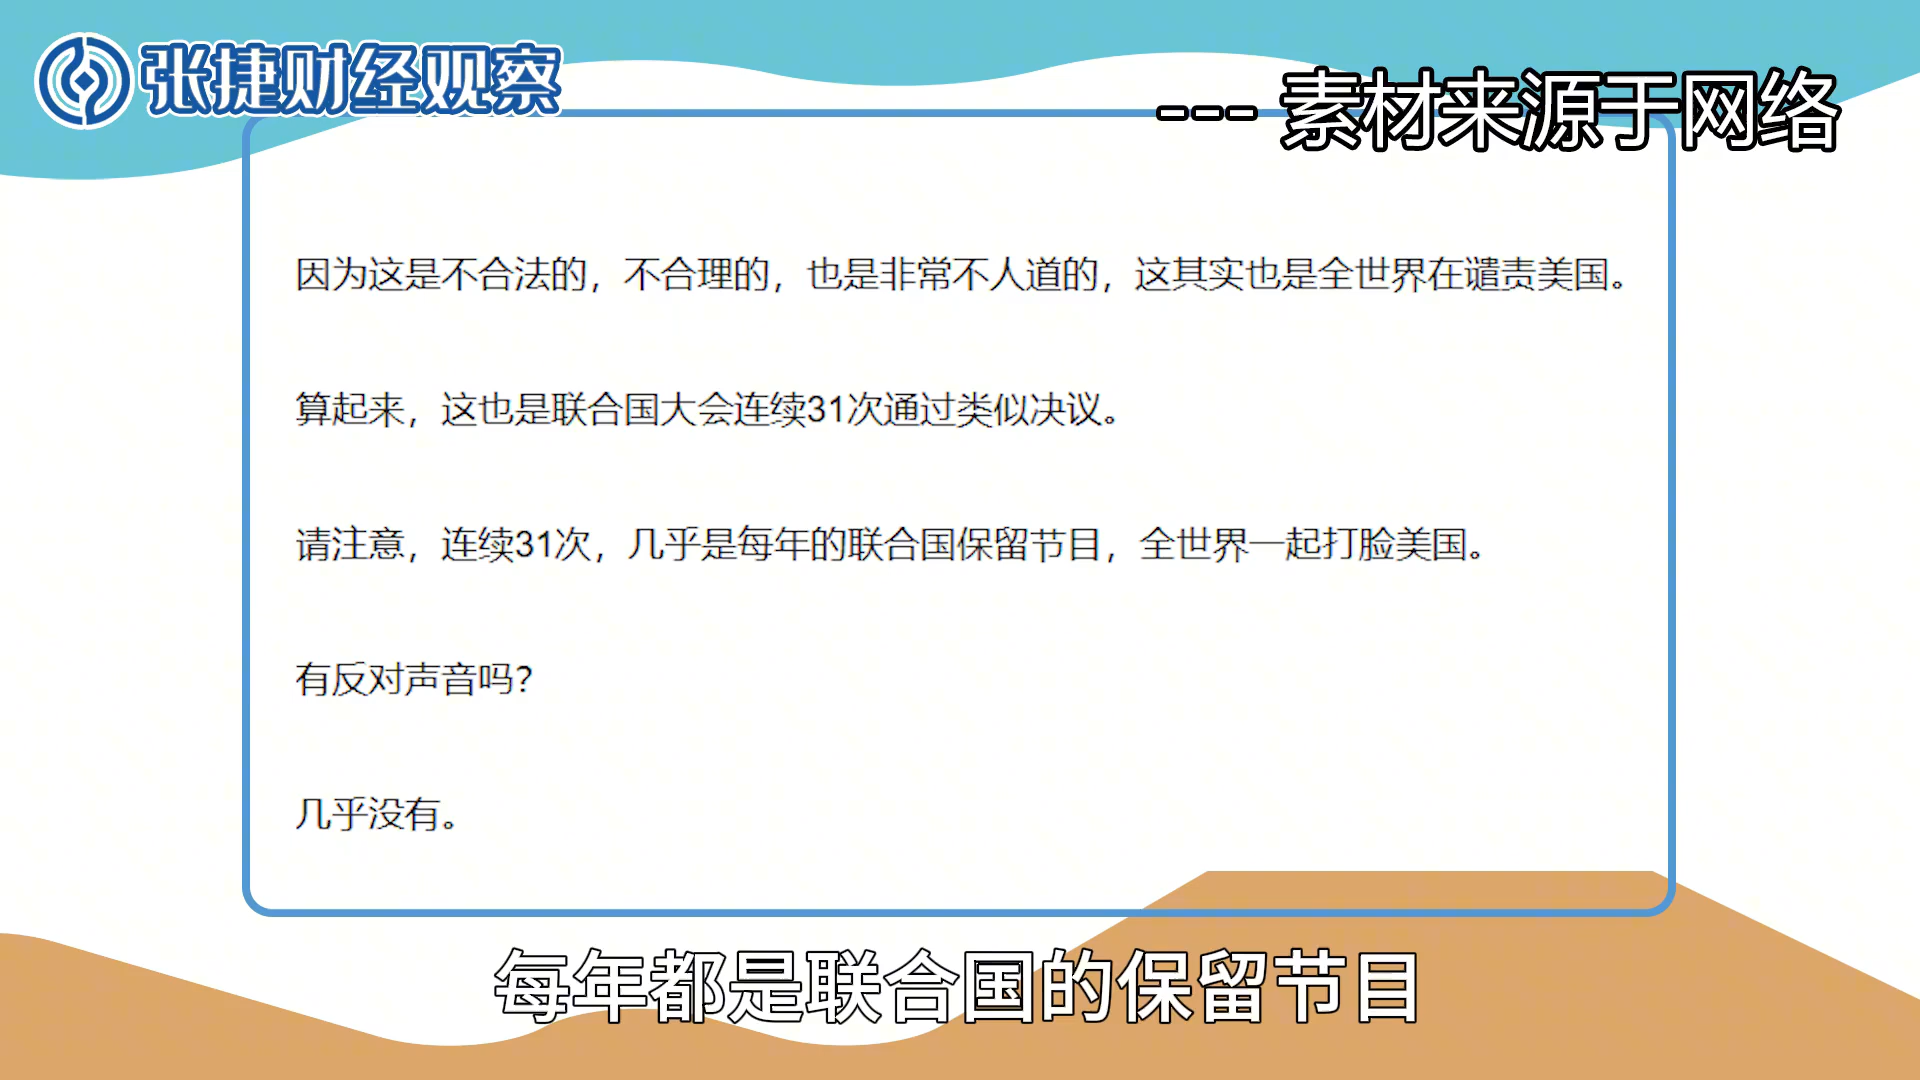 张捷财经观察
--- 素材来源于网络
因为这是不合法的，不合理的，也是非常不人道的，这其实也是全世界在谴责美国。
算起来，这也是联合国大会连续31次通过类似决议。
请注意，连续31次，几乎是每年的联合国保留节目，全世界一起打脸美国。
有反对声音吗？
几乎没有。
每年都是联合国的保留节目